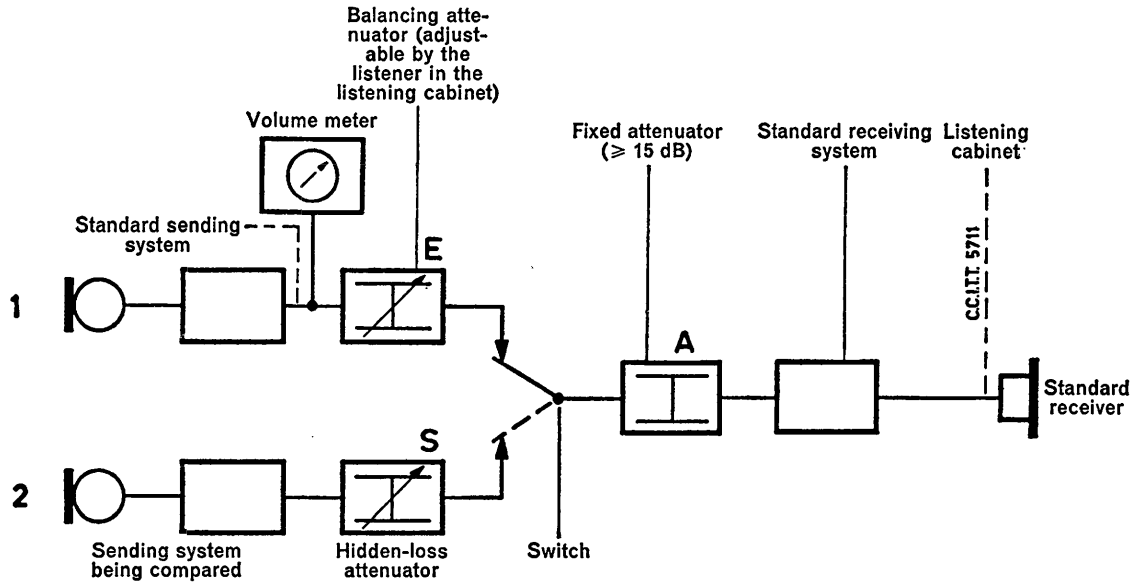 Balancing atte-
nuator (adjust-
able by the
listener in the
listening cabinet)
Volume meter
Fixed attenuator
(⩾ 15 dB)
Standard receiving
system
Listening
cabinet
Standard sending
system
E
C.C.I.T.T. 5711
1
A
Standard
receiver
S
2
Sending system
being compared
Hidden-loss
attenuator
Switch